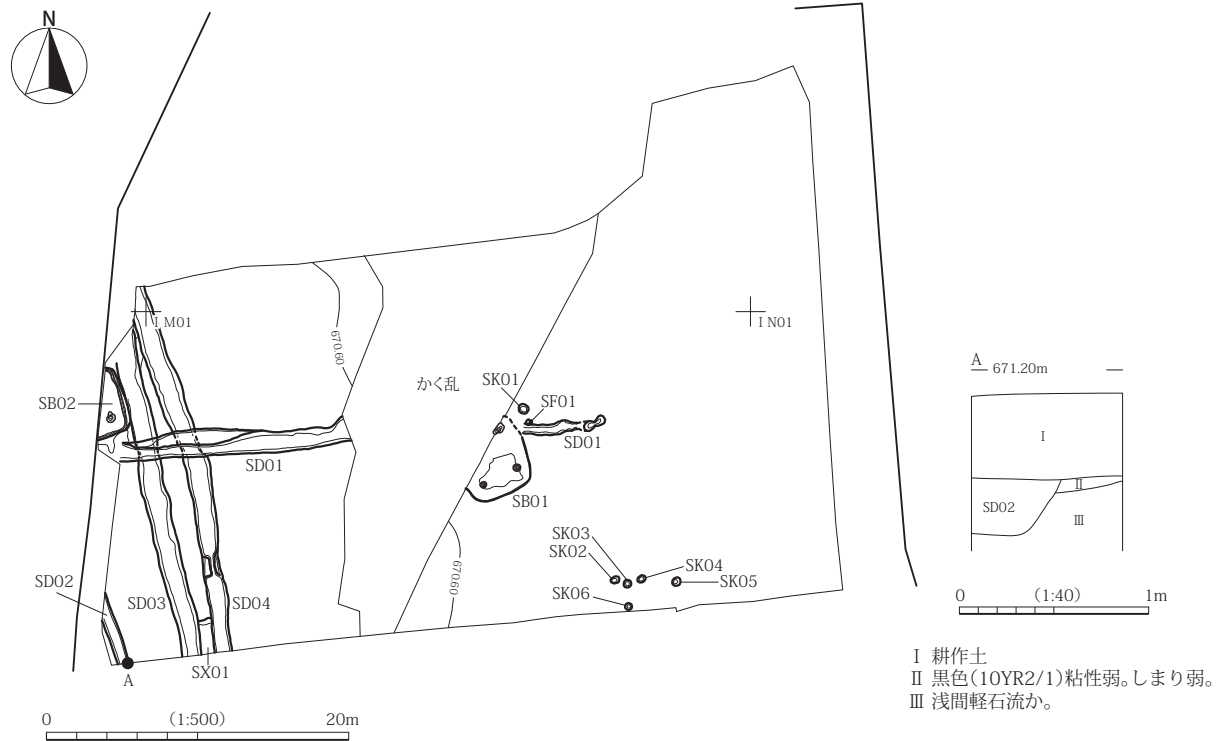 N
I M01
I N01
670.60
かく乱
SK01
SF01
SD01
SB02
SD01
SB01
A
671.20m
I
II
SD02
III
SK03
SK02
SK04
SK05
SK06
670.60
SD02
SD03
SD04
SX01
A
0 (1:40) 1m
0 (1:500) 20m
Ⅰ 耕作土
Ⅱ 黒色(10YR2/1)粘性弱。しまり弱。
Ⅲ 浅間軽石流か。